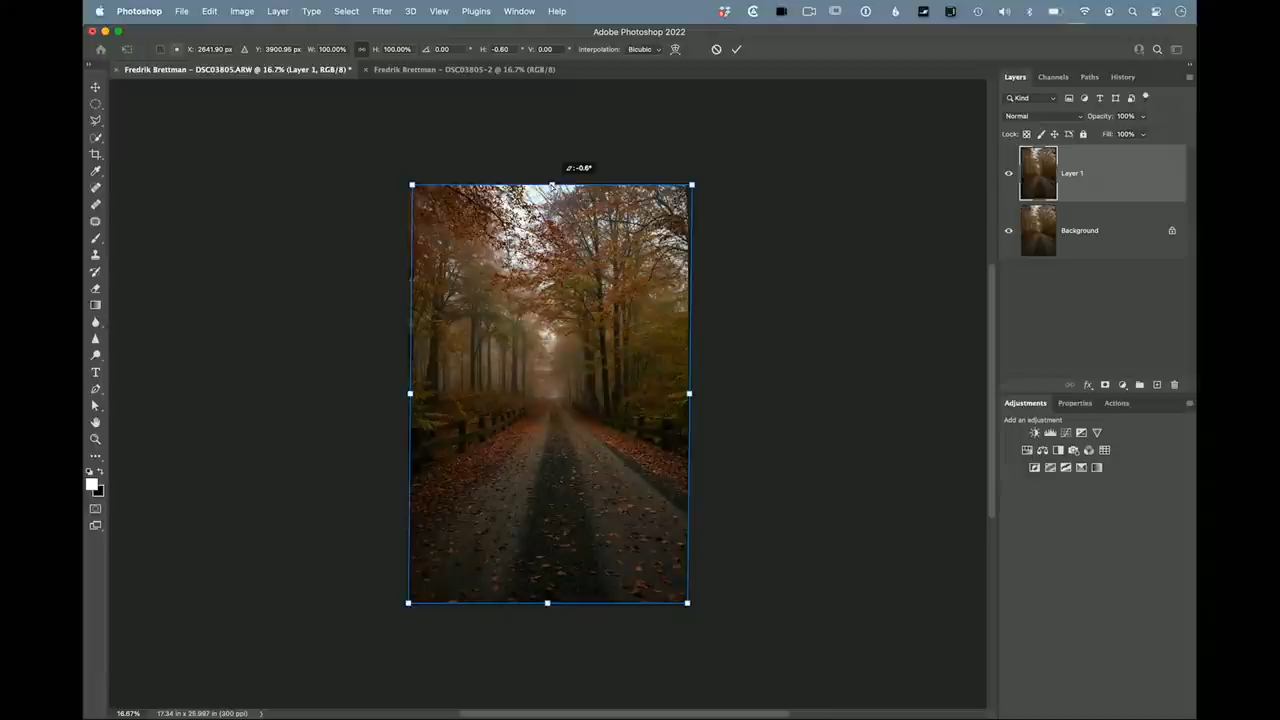 Photoshop File Edit Image Layer Type Select Filter 3D View Plugins Window Help
Adobe Photoshop 2022
X: 2641.90 px Y: 3900.96 px W: 100.00% H: 100.00% 0.00 ° H: -0.60 ° V: 0.00 ° Interpolation: Bicubic
× Fredrik Brettman – DSC03805.ARW @ 16.7% (Layer 1, RGB/8) * × Fredrik Brettman – DSC03805-2 @ 16.7% (RGB/8)
Layers Channels Paths History
Kind
Normal Opacity: 100%
Lock: Fill: 100%
:-0.6°
Layer 1
Background
fx
Adjustments Properties Actions
Add an adjustment
16.67% 17.34 in x 25.987 in (300 ppi)